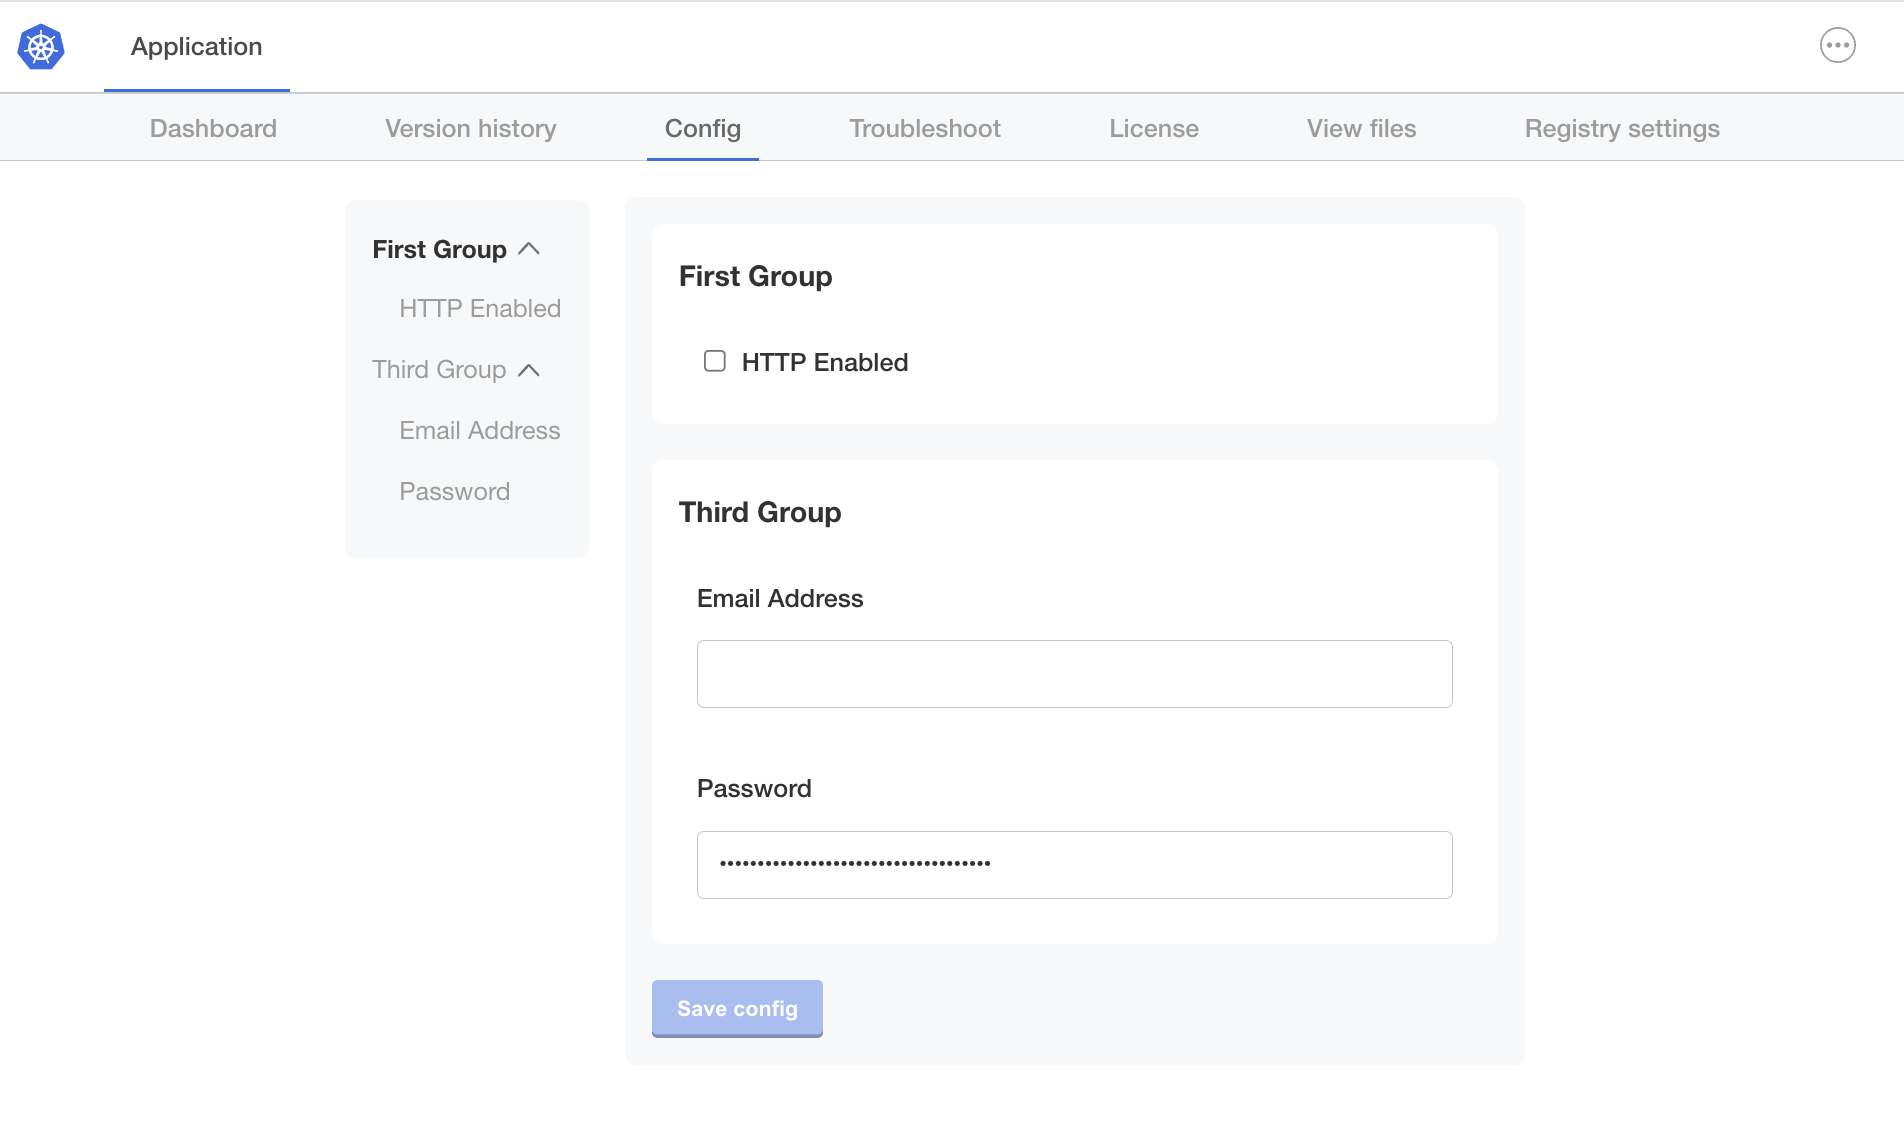 Application
Dashboard Version history Config Troubleshoot License View files Registry settings
First Group
HTTP Enabled
Third Group
Email Address
Password
First Group
HTTP Enabled
Third Group
Email Address
Password
••••••••••••••••••••••••••••••••••••
Save config